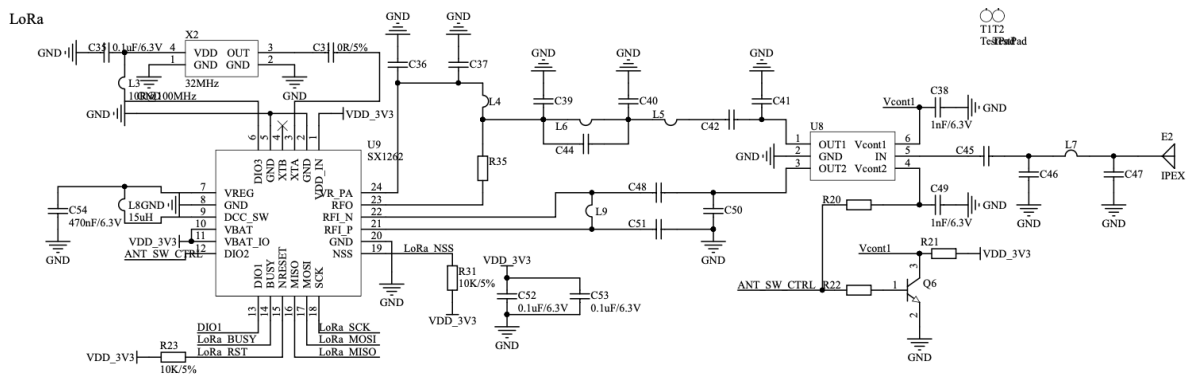 LoRa
GND
C35
0.1uF/6.3V
X2
4
VDD
OUT
3
1
GND
GND
2
32MHz
GND
GND
C3
0R/5%
L3
GND
VDD_3V3
6
5
4
3
2
1
DIO3
GND
XTB
XTA
GND
VDD_IN
U9
SX1262
7
VREG
8
GND
9
DCC_SW
10
VBAT
11
VBAT_IO
12
DIO2
VR_PA
24
RFO
23
RFI_N
22
RFI_P
21
GND
20
NSS
19
DIO1
BUSY
NRESET
MISO
MOSI
SCK
13
14
15
16
17
18
C54
470nF/6.3V
GND
L8
GND
15uH
VDD_3V3
ANT_SW_CTRL
DIO1
LoRa_BUSY
LoRa_RST
LoRa_SCK
LoRa_MOSI
LoRa_MISO
VDD_3V3
R23
10K/5%
GND
C36
GND
C37
L4
R35
GND
C39
L6
C44
GND
C40
L5
C42
GND
C41
C48
L9
C51
C50
GND
LoRa_NSS
R31
10K/5%
VDD_3V3
GND
VDD_3V3
C52
0.1uF/6.3V
C53
0.1uF/6.3V
GND
U8
1
OUT1
2
GND
3
OUT2
Vcont1
6
IN
5
Vcont2
4
GND
Vcont1
C38
1nF/6.3V
GND
C45
C46
GND
L7
C47
GND
E2
IPEX
R20
C49
1nF/6.3V
GND
Vcont1
R21
VDD_3V3
ANT_SW_CTRL
R22
1
3
2
Q6
GND
T1
T2